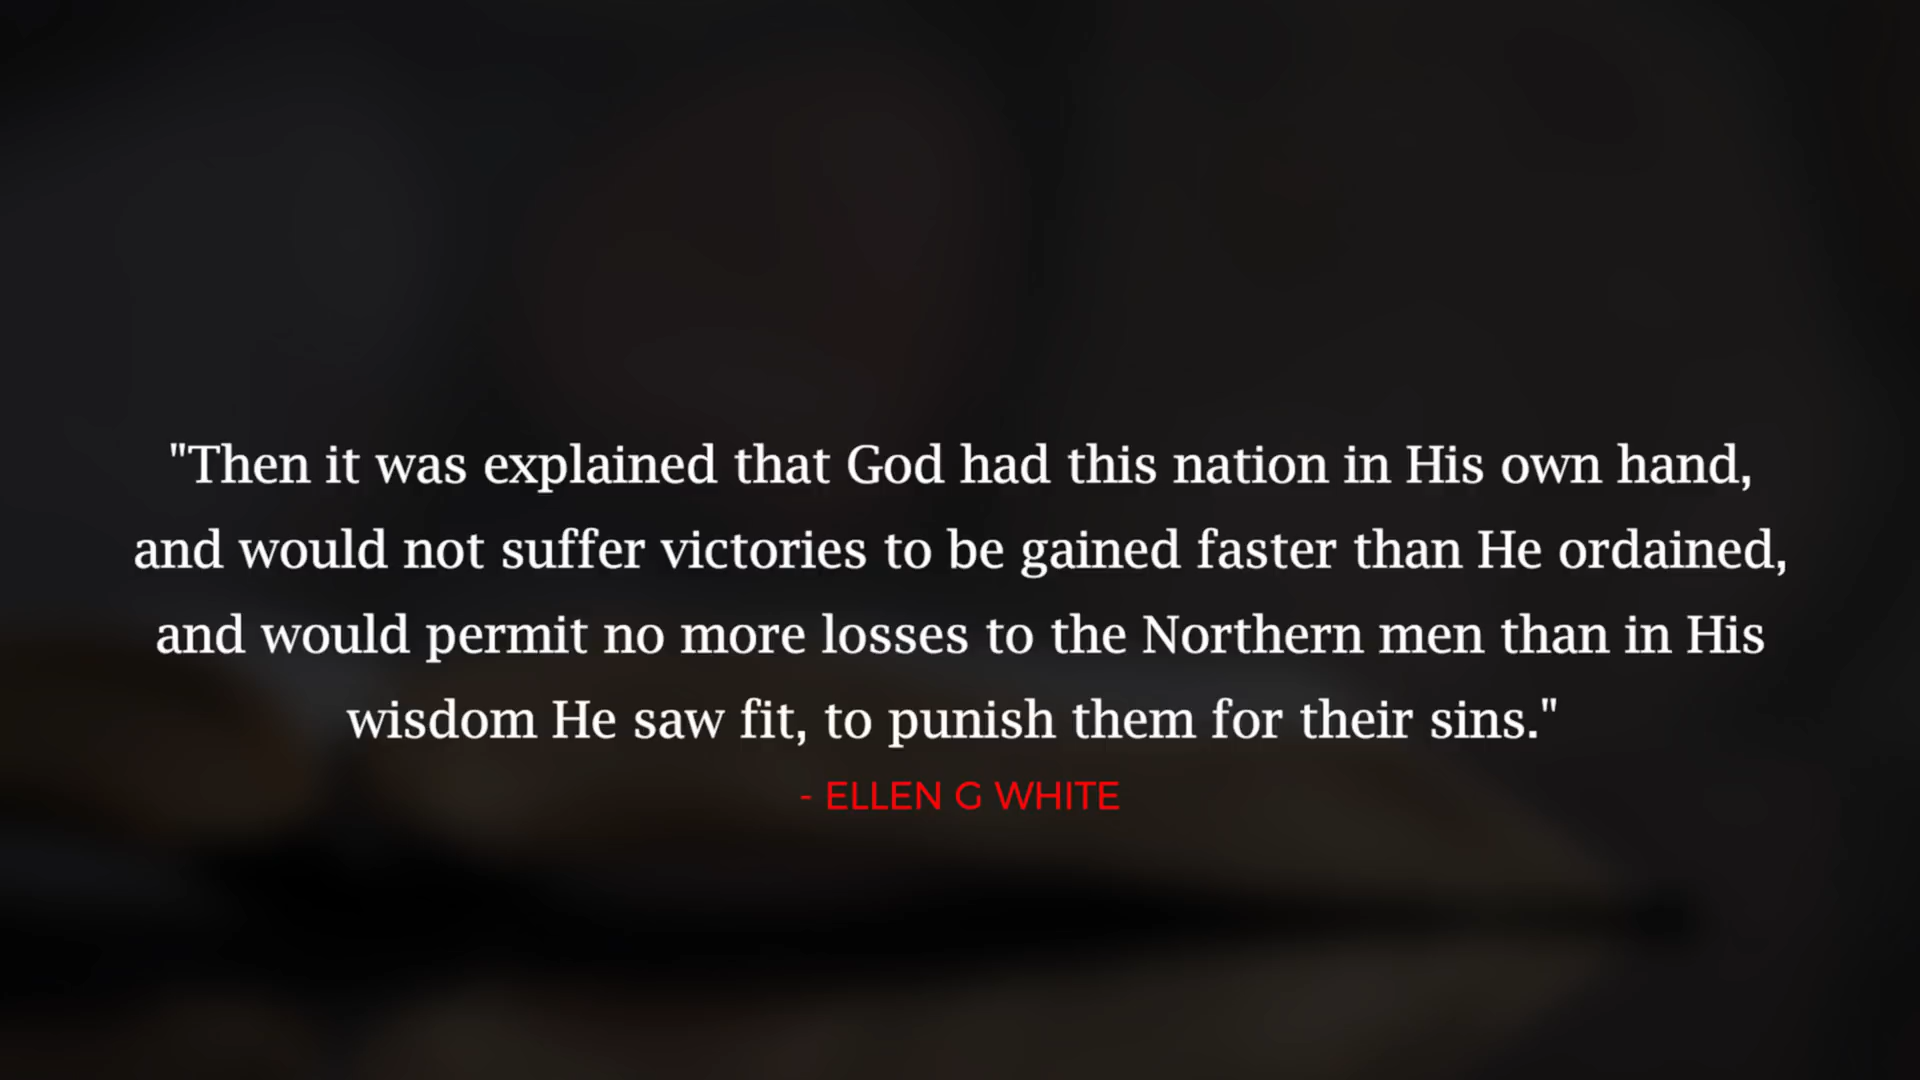 "Then it was explained that God had this nation in His own hand,
and would not suffer victories to be gained faster than He ordained,
and would permit no more losses to the Northern men than in His
wisdom He saw fit, to punish them for their sins."
- ELLEN G WHITE